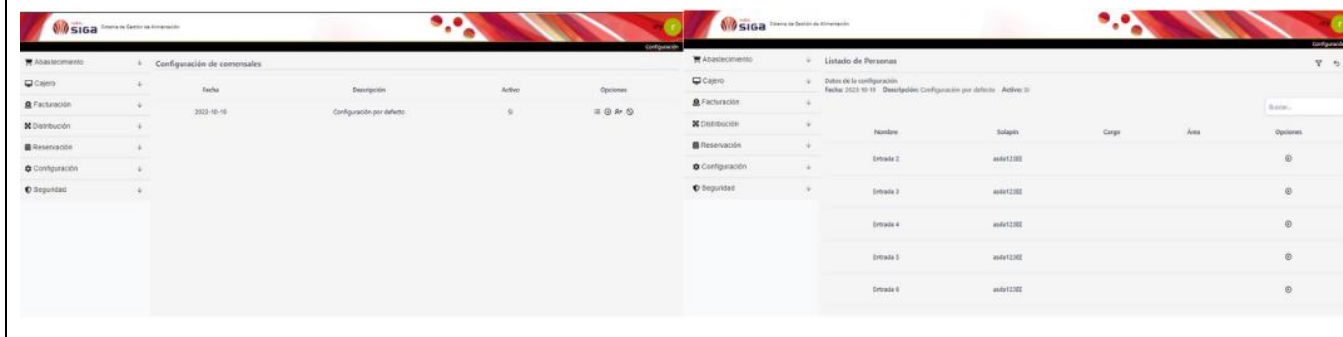 SIGA Sistema de Gestión de Alimentación
Configuración
Abastecimiento
Cajero
Facturación
Distribución
Reservación
Configuración
Seguridad
Configuración de comensales
Fecha Descripción Activo Opciones
2023-10-10 Configuración por defecto Si
SIGA Sistema de Gestión de Alimentación
Configuración
Abastecimiento
Cajero
Facturación
Distribución
Reservación
Configuración
Seguridad
Listado de Personas
Datos de la configuración
Fecha: 2023-10-10 Descripción: Configuración por defecto Activo: Si
Buscar...
Nombre Solapín Cargo Área Opciones
Entrada 2
Entrada 3
Entrada 4
Entrada 5
Entrada 6